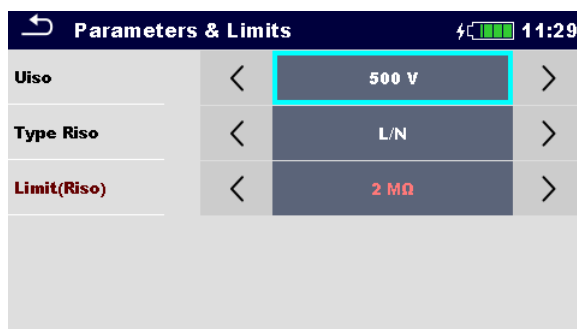 Parameters & Limits 11:29
Uiso 500 V
Type Riso L/N
Limit(Riso) 2 MΩ